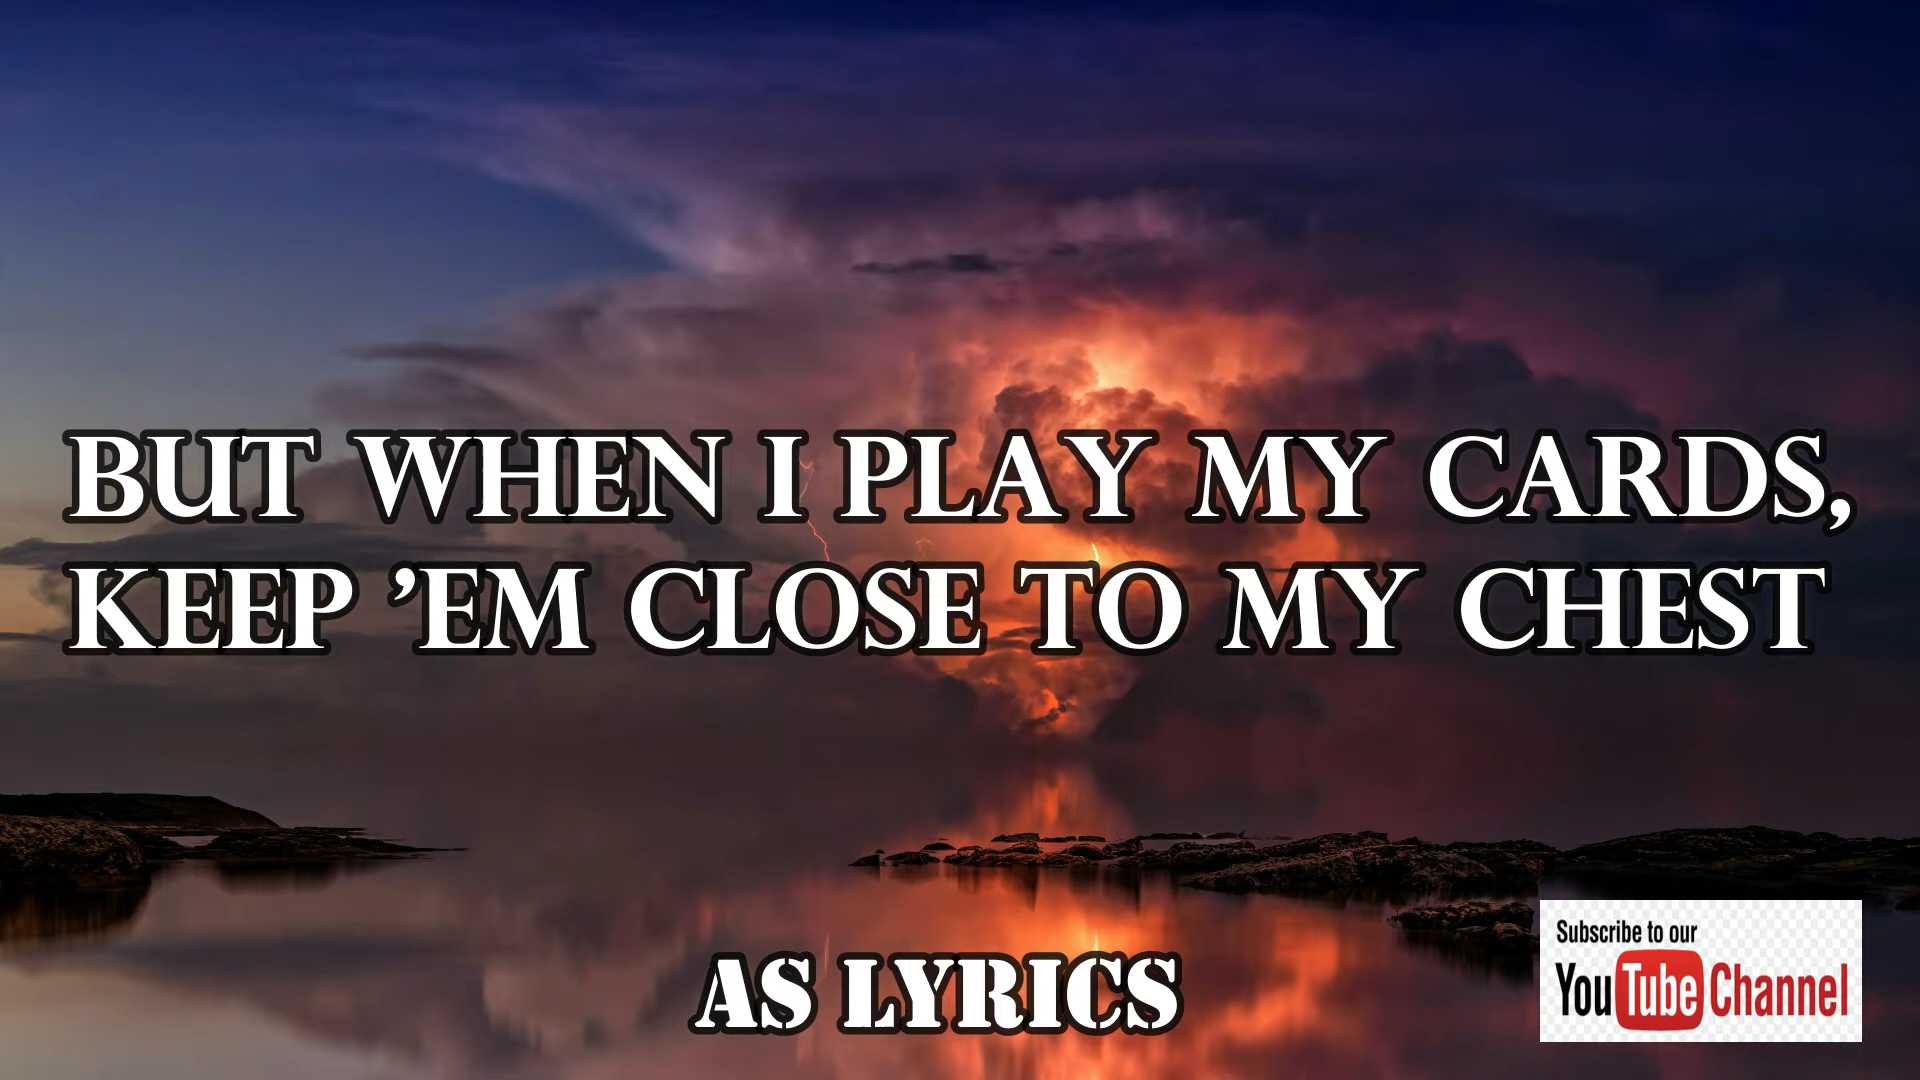 BUT WHEN I PLAY MY CARDS,
KEEP ’EM CLOSE TO MY CHEST
AS LYRICS
Subscribe to our
YouTube Channel